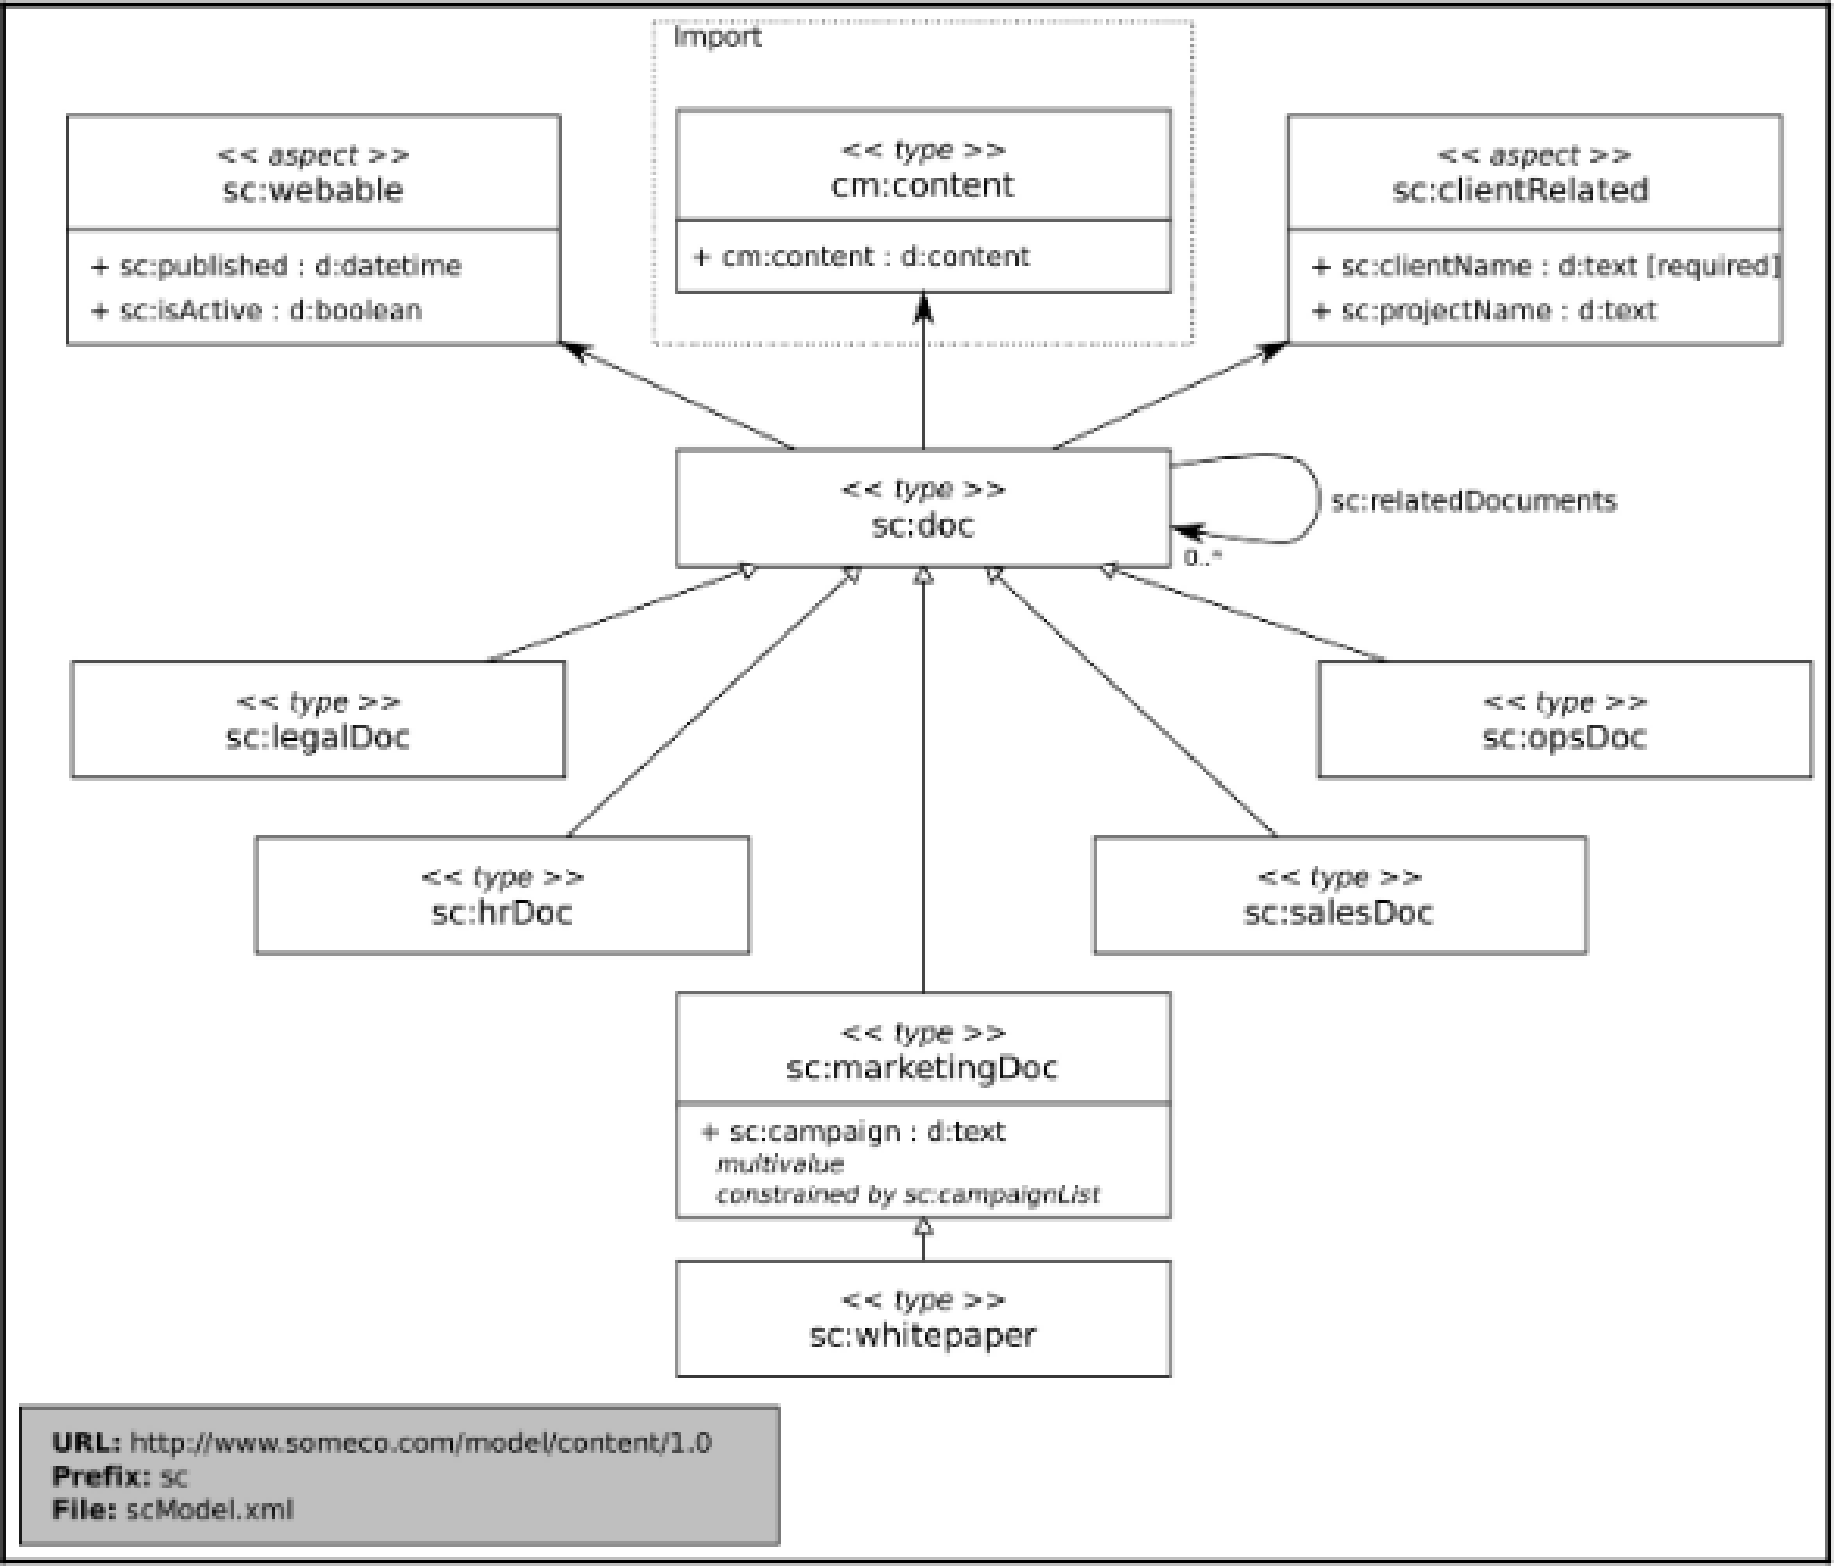 Import
<< aspect >>
sc:webable
+ sc:published : d:datetime
+ sc:isActive : d:boolean
<< type >>
cm:content
+ cm:content : d:content
<< aspect >>
sc:clientRelated
+ sc:clientName : d:text [required]
+ sc:projectName : d:text
<< type >>
sc:doc
sc:relatedDocuments
0..*
<< type >>
sc:legalDoc
<< type >>
sc:opsDoc
<< type >>
sc:hrDoc
<< type >>
sc:salesDoc
<< type >>
sc:marketingDoc
+ sc:campaign : d:text
multivalue
constrained by sc:campaignList
<< type >>
sc:whitepaper
URL: http://www.someco.com/model/content/1.0
Prefix: sc
File: scModel.xml